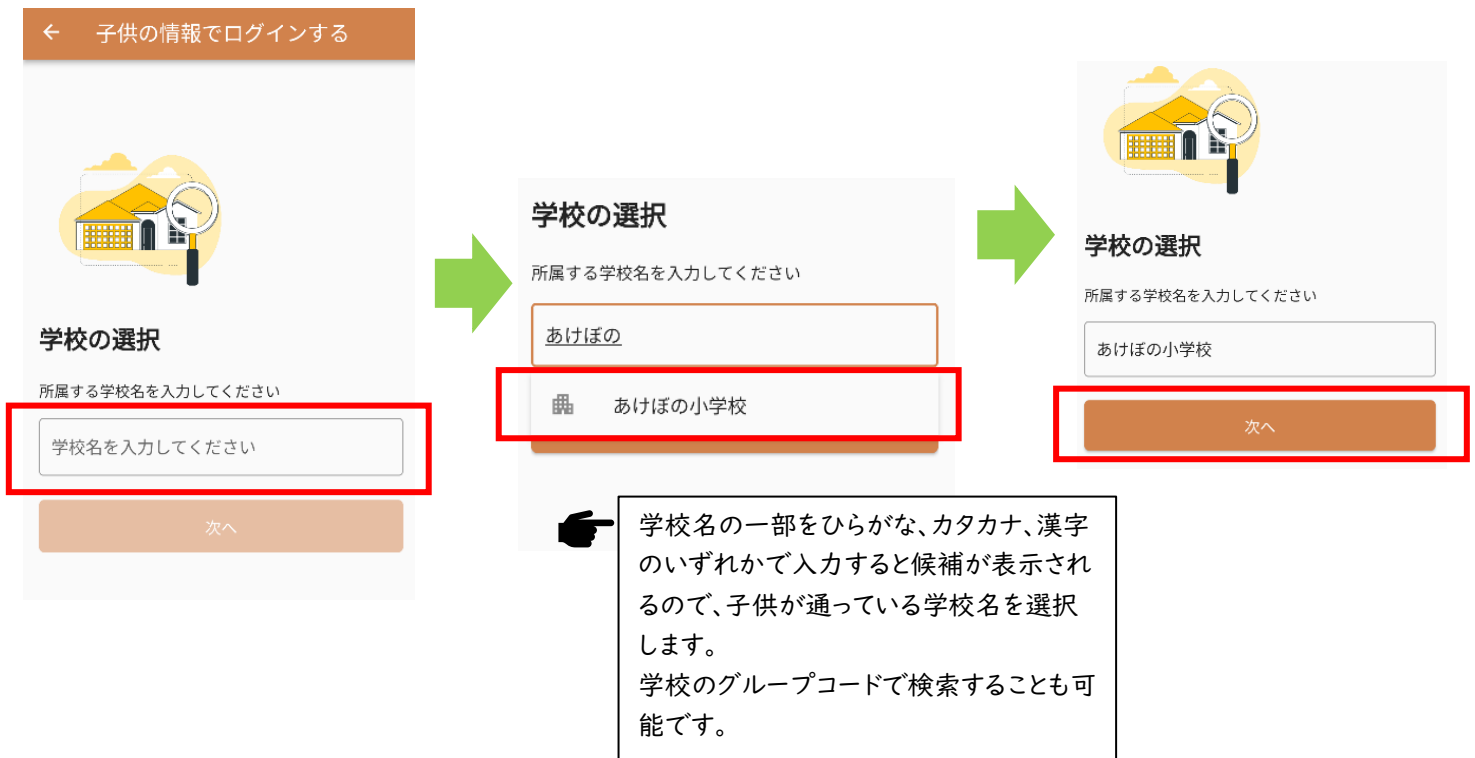 子供の情報でログインする
学校の選択
所属する学校名を入力してください
学校名を入力してください
次へ
学校の選択
所属する学校名を入力してください
あけぼの
あけぼの小学校
学校名の一部をひらがな、カタカナ、漢字
のいずれかで入力すると候補が表示され
るので、子供が通っている学校名を選択
します。
学校のグループコードで検索することも可
能です。
学校の選択
所属する学校名を入力してください
あけぼの小学校
次へ